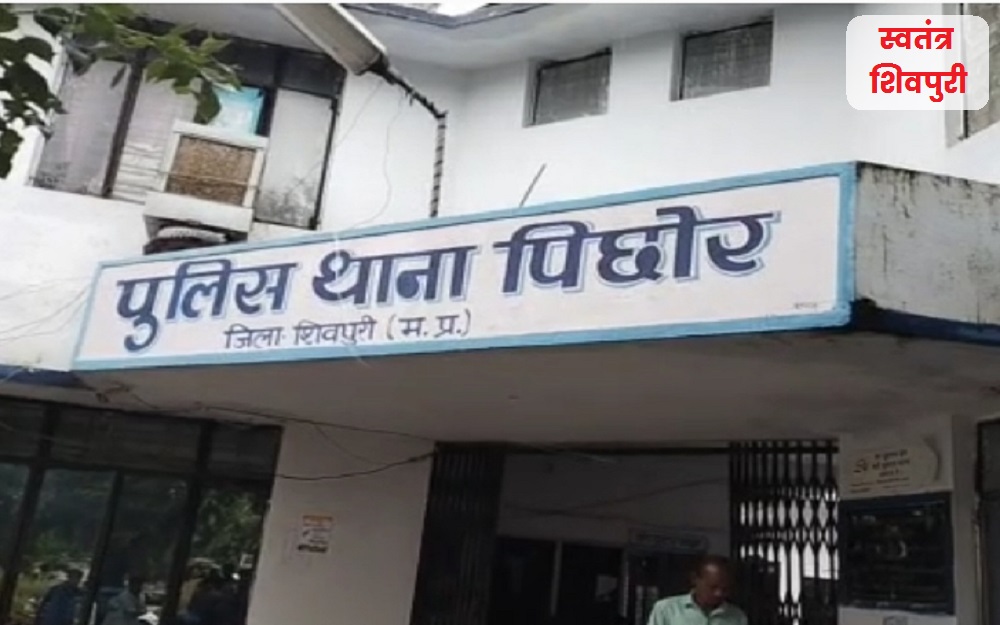 स्वतंत्र
शिवपुरी
पुलिस थाना पिछोर
जिला- शिवपुरी (म. प्र.)